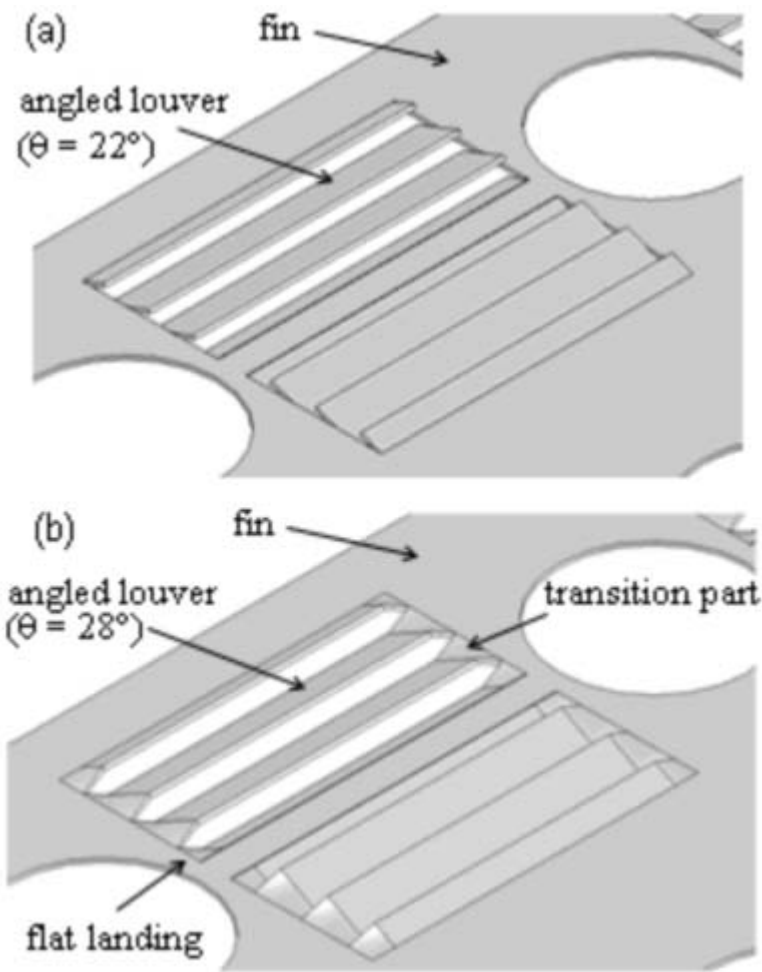 (a)
fin
angled louver
(θ = 22°)
(b)
fin
angled louver
(θ = 28°)
transition part
flat landing